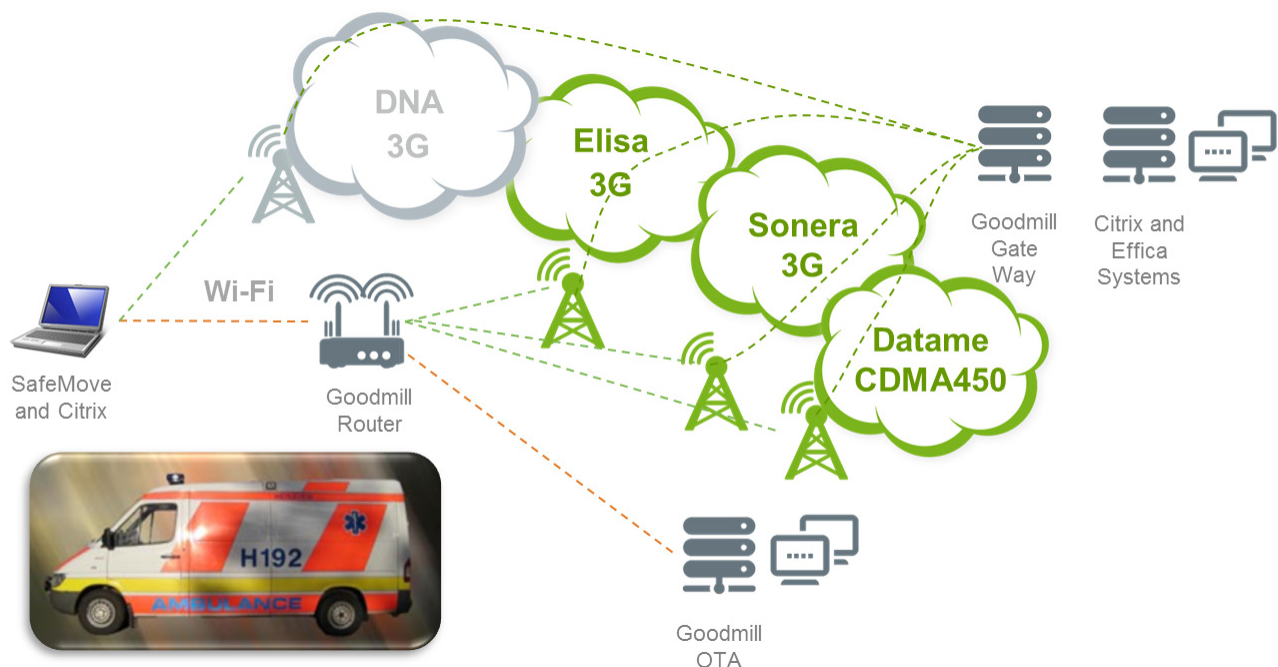 DNA
3G
Elisa
3G
Sonera
3G
Datame
CDMA450
Goodmill
Gate
Way
Citrix and
Effica
Systems
Wi-Fi
SafeMove
and Citrix
Goodmill
Router
H192
AMBULANCE
Goodmill
OTA